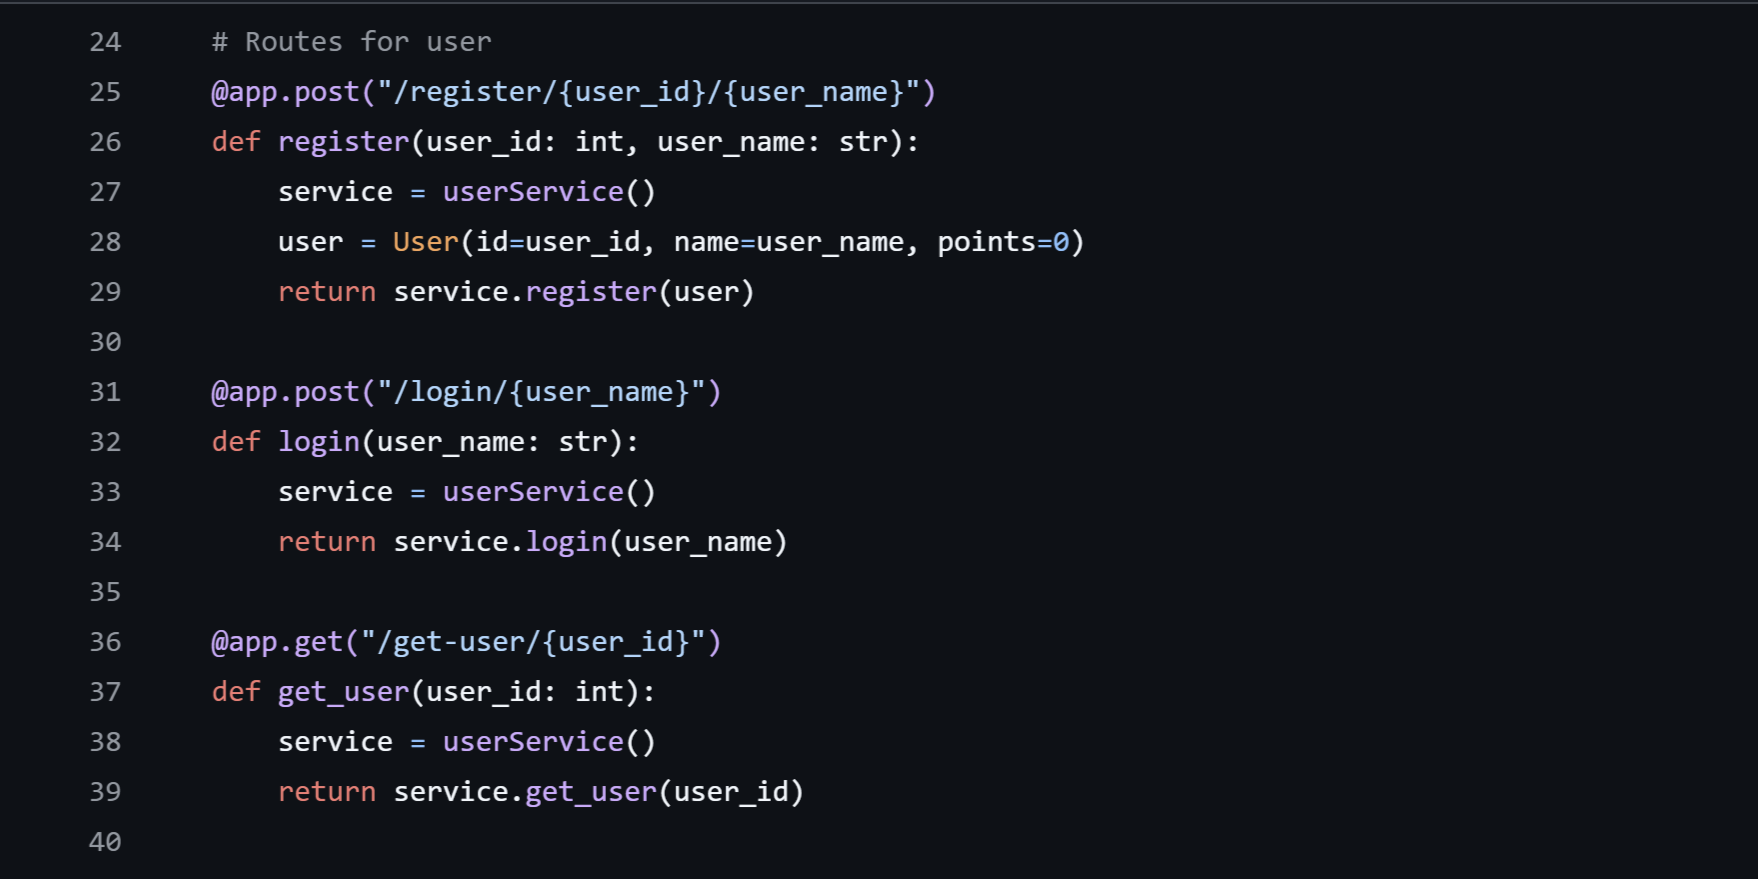 24 # Routes for user
25 @app.post("/register/{user_id}/{user_name}")
26 def register(user_id: int, user_name: str):
27     service = userService()
28     user = User(id=user_id, name=user_name, points=0)
29     return service.register(user)
30
31 @app.post("/login/{user_name}")
32 def login(user_name: str):
33     service = userService()
34     return service.login(user_name)
35
36 @app.get("/get-user/{user_id}")
37 def get_user(user_id: int):
38     service = userService()
39     return service.get_user(user_id)
40